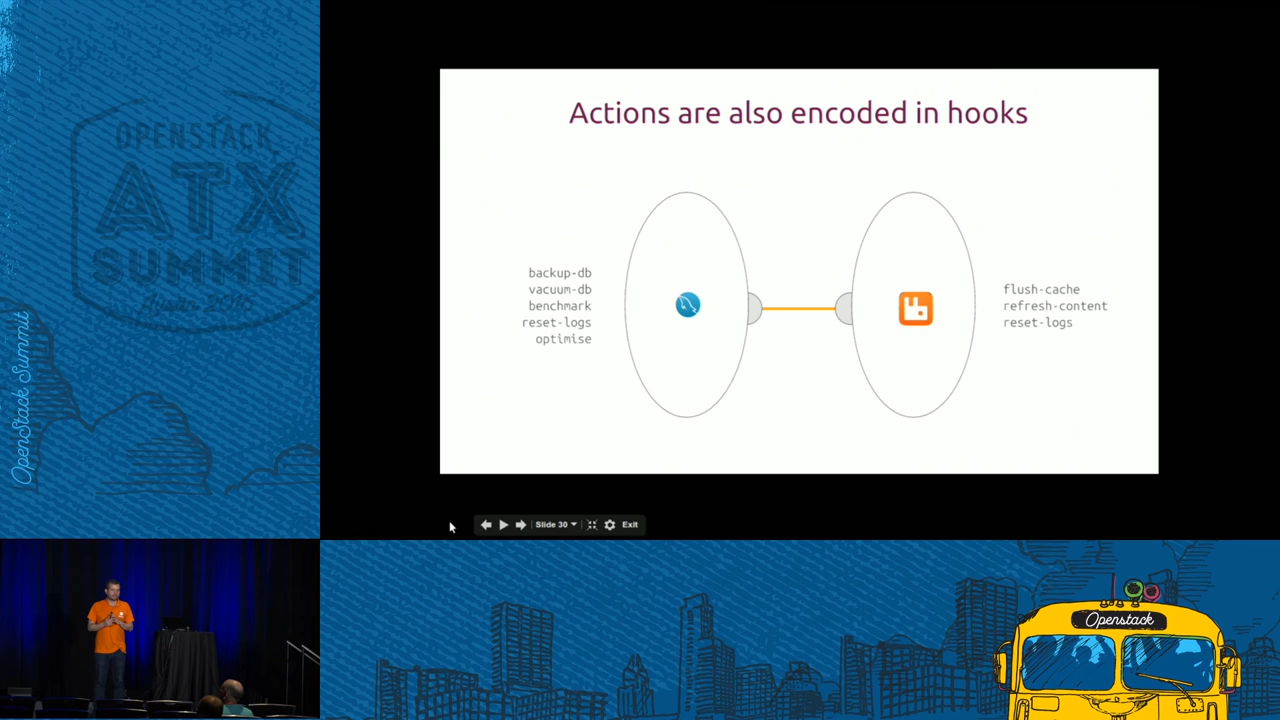 OPENSTACK
ATX
SUMMIT
Austin
OpenStack Summit
Actions are also encoded in hooks
backup-db
vacuum-db
benchmark
reset-logs
optimise
flush-cache
refresh-content
reset-logs
Slide 30
Exit
Openstack